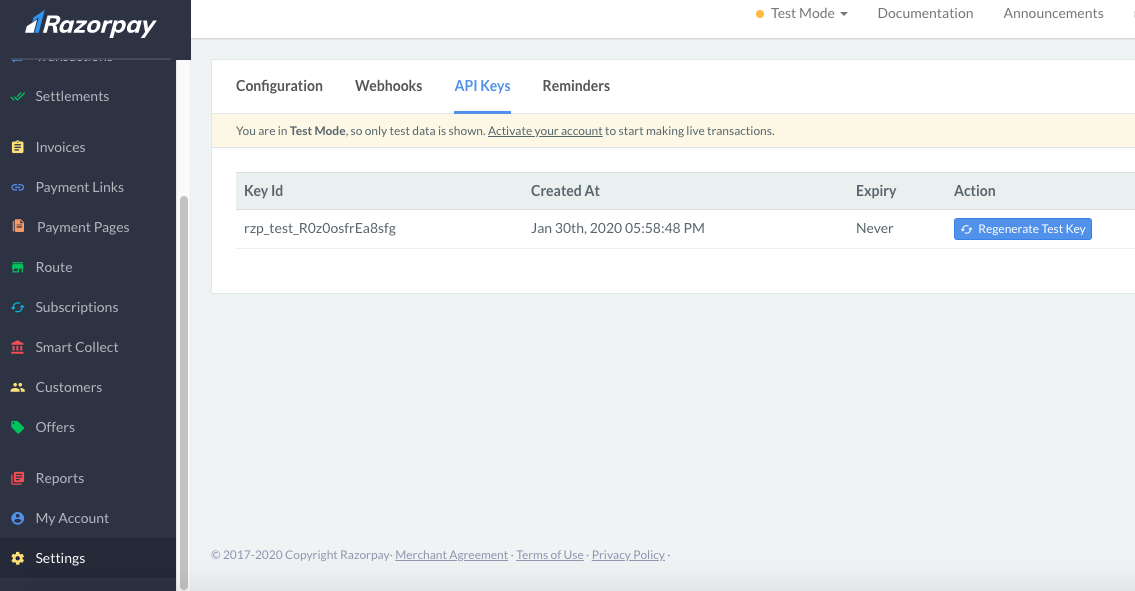 Razorpay
Test Mode
Documentation
Announcements
Transactions
Settlements
Invoices
Payment Links
Payment Pages
Route
Subscriptions
Smart Collect
Customers
Offers
Reports
My Account
Settings
Configuration Webhooks API Keys Reminders
You are in Test Mode, so only test data is shown. Activate your account to start making live transactions.
Key Id Created At Expiry Action
rzp_test_R0z0osfrEa8sfg Jan 30th, 2020 05:58:48 PM Never Regenerate Test Key
© 2017-2020 Copyright Razorpay· Merchant Agreement · Terms of Use · Privacy Policy ·